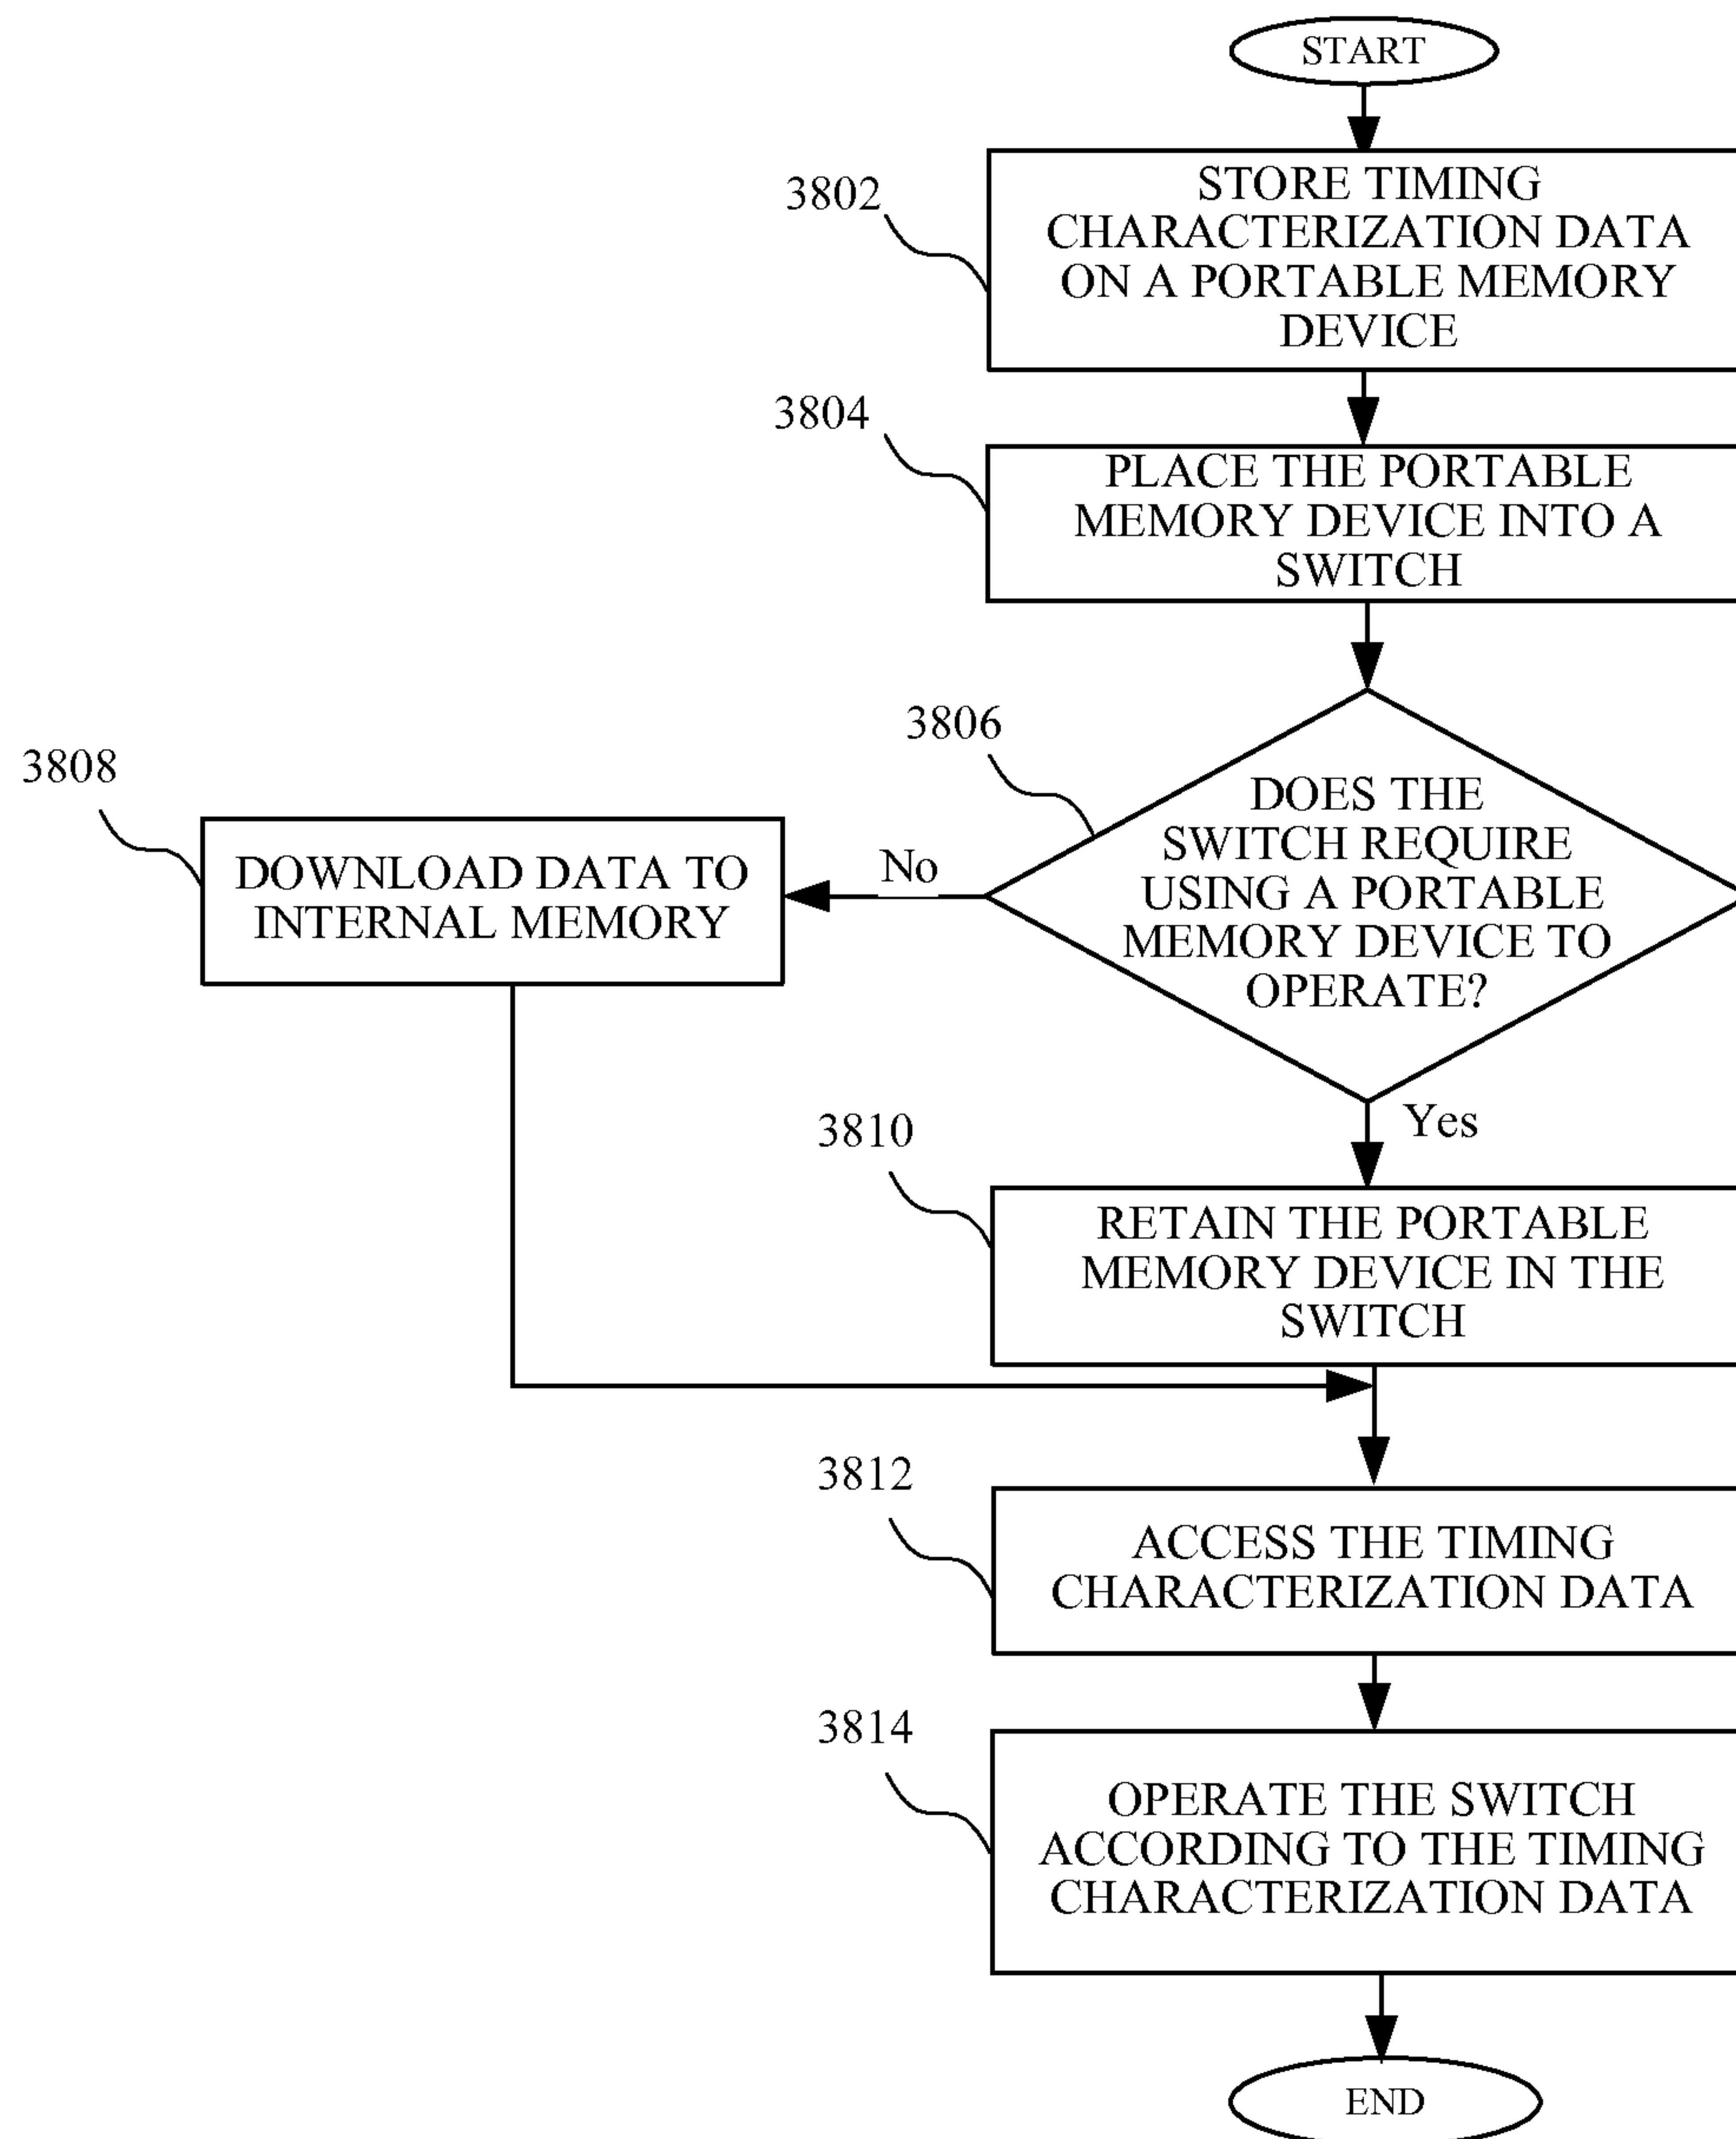 START
3802
STORE TIMING
CHARACTERIZATION DATA
ON A PORTABLE MEMORY
DEVICE
3804
PLACE THE PORTABLE
MEMORY DEVICE INTO A
SWITCH
3806
DOES THE
SWITCH REQUIRE
USING A PORTABLE
MEMORY DEVICE TO
OPERATE?
No
3808
DOWNLOAD DATA TO
INTERNAL MEMORY
Yes
3810
RETAIN THE PORTABLE
MEMORY DEVICE IN THE
SWITCH
3812
ACCESS THE TIMING
CHARACTERIZATION DATA
3814
OPERATE THE SWITCH
ACCORDING TO THE TIMING
CHARACTERIZATION DATA
END